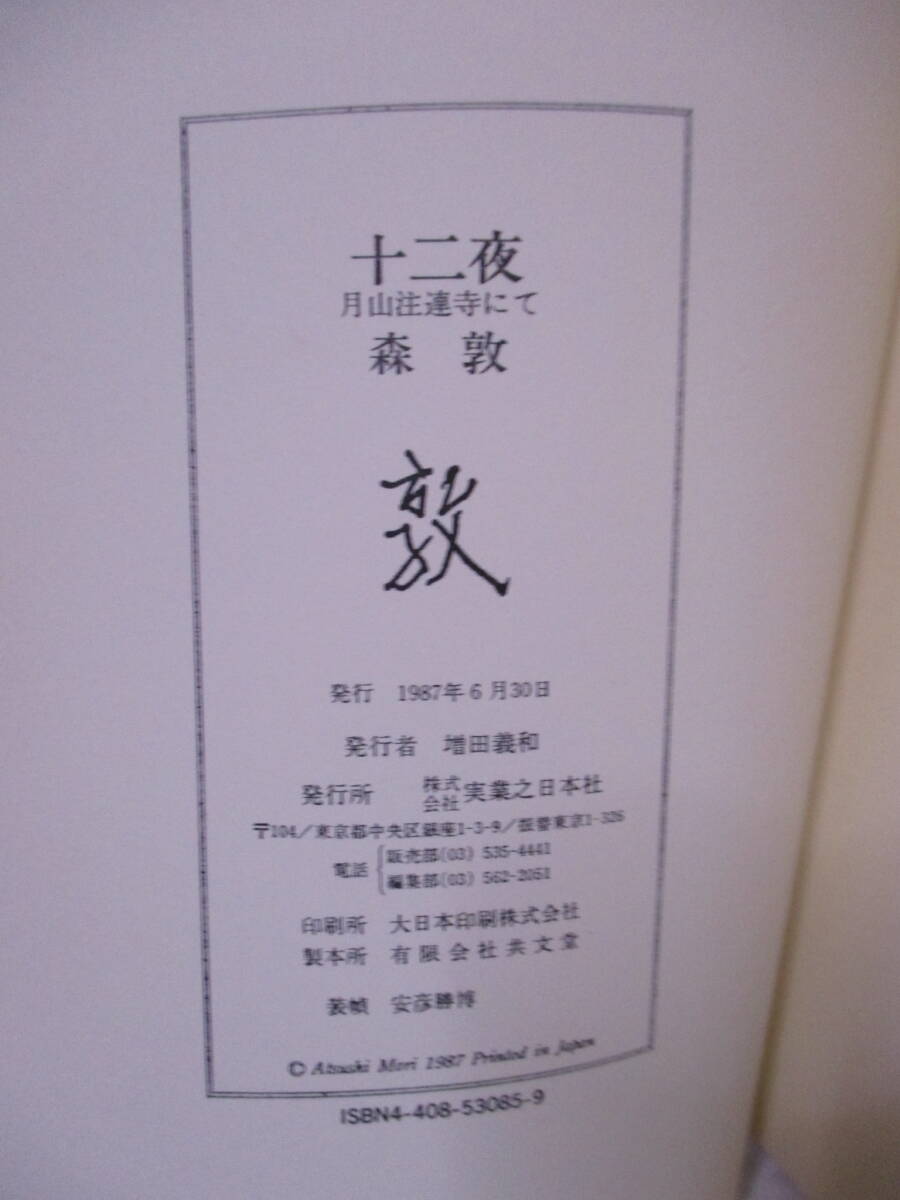 十二夜
月山注連寺にて
森 敦
敦
発行 1987年6月30日
発行者 増田義和
発行所 株式会社 実業之日本社
〒104／東京都中央区銀座1-3-9／振替東京1-326
電話 販売部(03) 535-4441
編集部(03) 562-2051
印刷所 大日本印刷株式会社
製本所 有限会社共文堂
装幀 安彦勝博
© Atsushi Mori 1987 Printed in Japan
ISBN4-408-53085-9